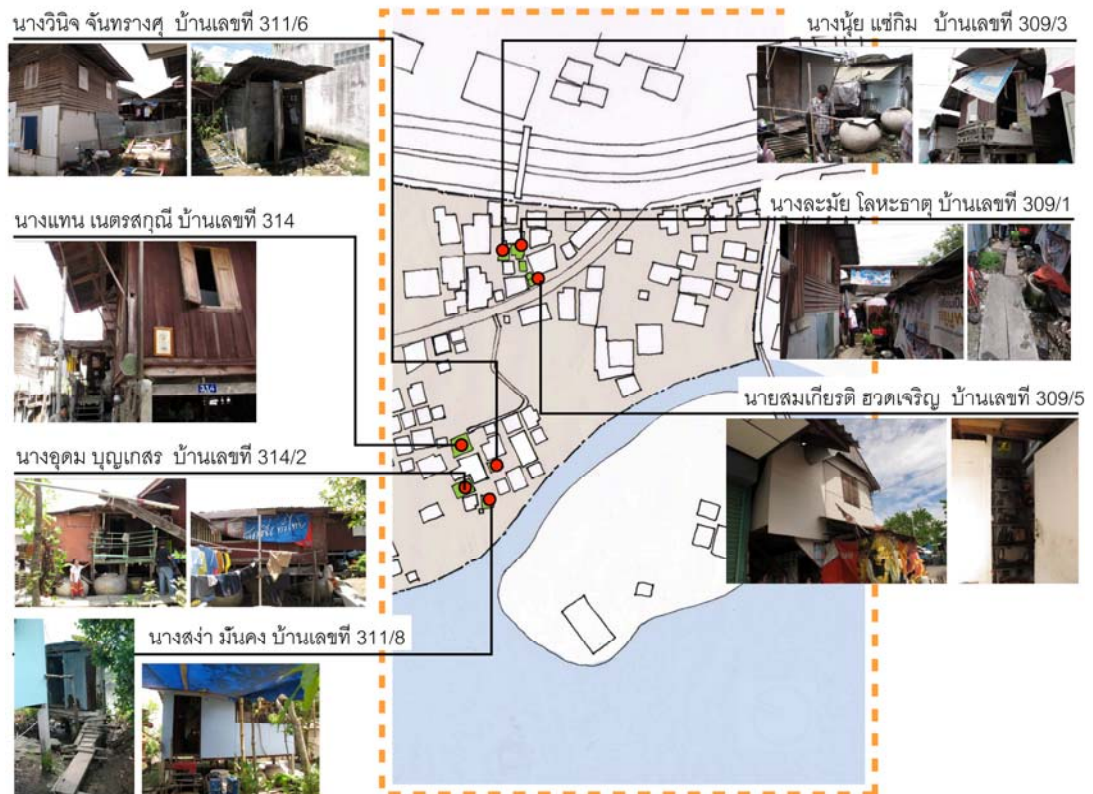 นางวินิจ จันทรางศุ บ้านเลขที่ 311/6
นางนุ้ย แซ่กิม บ้านเลขที่ 309/3
นางแทน เนตรสกุณี บ้านเลขที่ 314
นางละมัย โลหะธาตุ บ้านเลขที่ 309/1
314
นายสมเกียรติ ฮวดเจริญ บ้านเลขที่ 309/5
นางอุดม บุญเกสร บ้านเลขที่ 314/2
นางสง่า มั่นคง บ้านเลขที่ 311/8